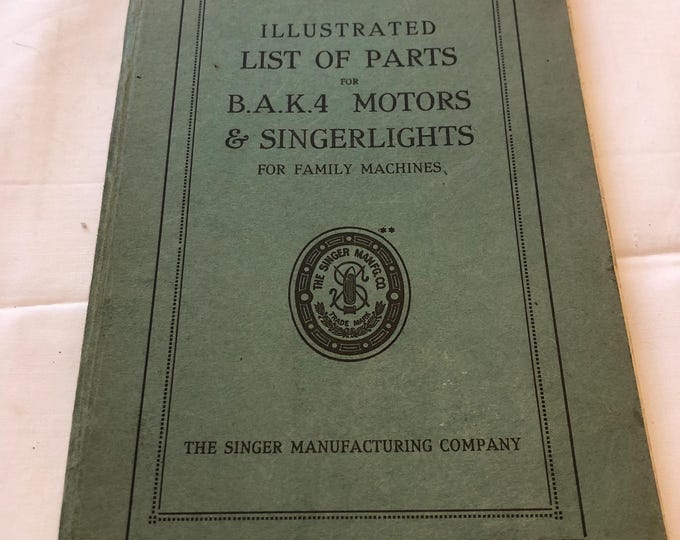 ILLUSTRATED
LIST OF PARTS
FOR
B.A.K.4 MOTORS
& SINGERLIGHTS
FOR FAMILY MACHINES
**
THE SINGER MANFG. CO
S
TRADE MARK
THE SINGER MANUFACTURING COMPANY